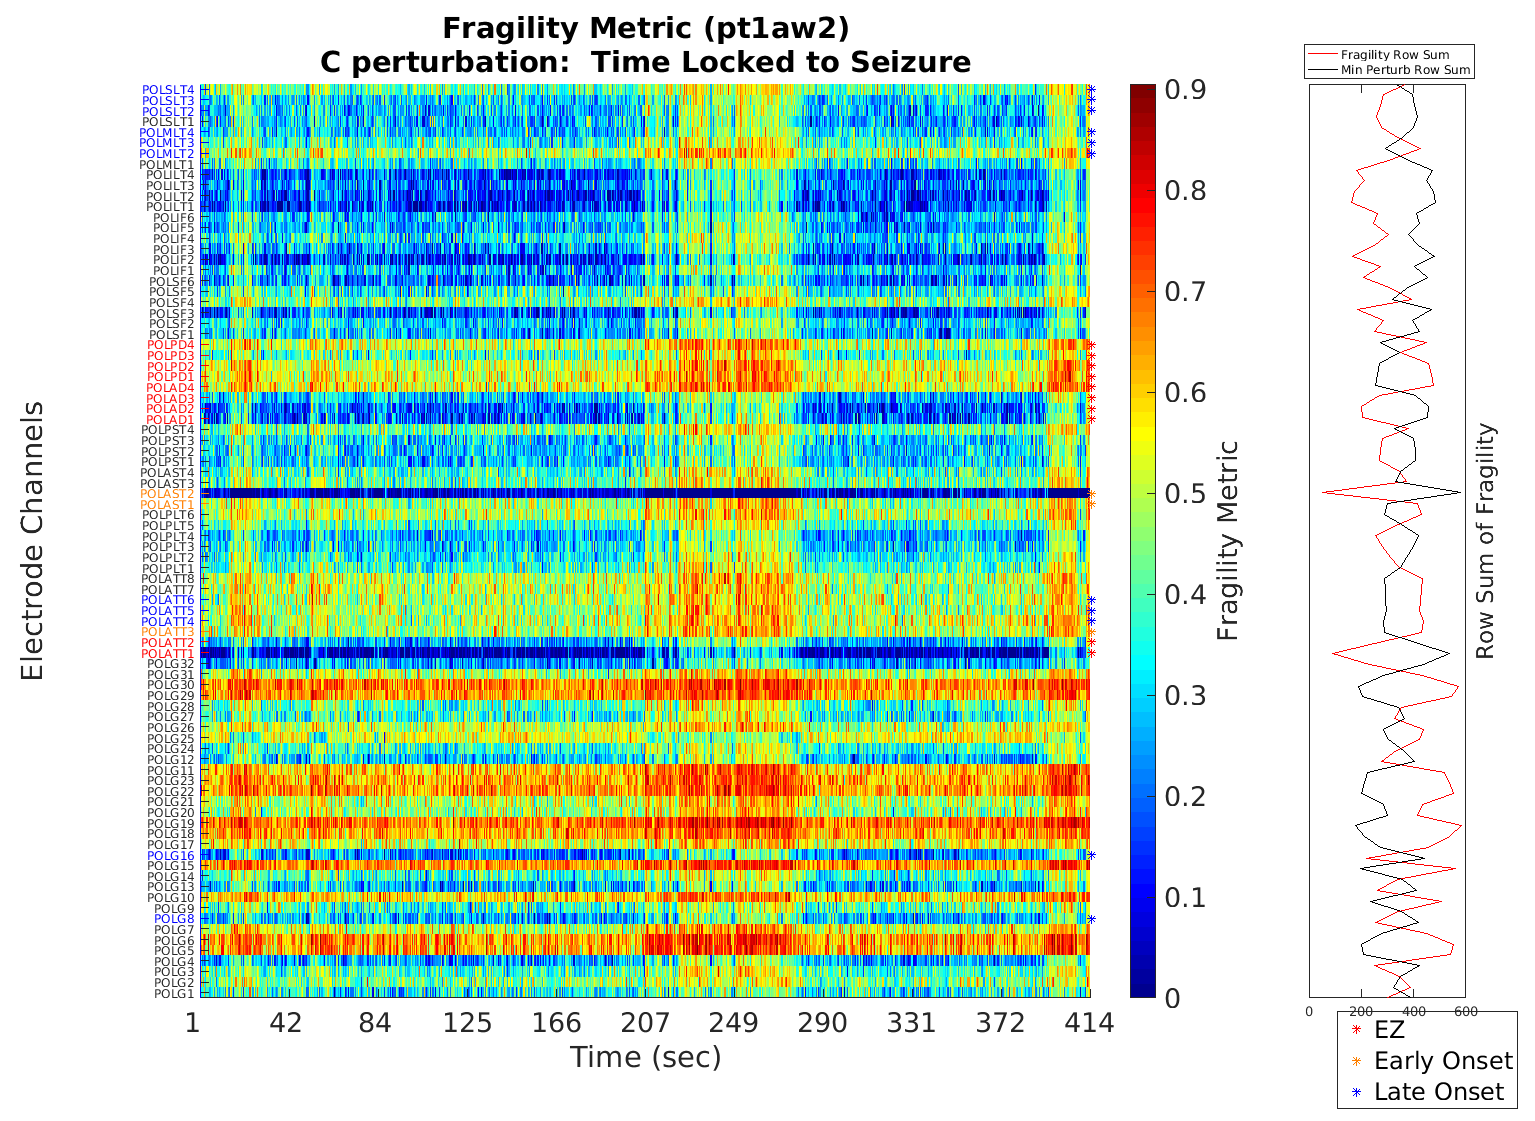 Fragility Metric (pt1aw2)
C perturbation:  Time Locked to Seizure
Fragility Row Sum
Min Perturb Row Sum
Electrode Channels
POLSLT4
POLSLT3
POLSLT2
POLSLT1
POLMLT4
POLMLT3
POLMLT2
POLMLT1
POLILT4
POLILT3
POLILT2
POLILT1
POLIF6
POLIF5
POLIF4
POLIF3
POLIF2
POLIF1
POLSF6
POLSF5
POLSF4
POLSF3
POLSF2
POLSF1
POLPD4
POLPD3
POLPD2
POLPD1
POLAD4
POLAD3
POLAD2
POLAD1
POLPST4
POLPST3
POLPST2
POLPST1
POLAST4
POLAST3
POLAST2
POLAST1
POLPLT6
POLPLT5
POLPLT4
POLPLT3
POLPLT2
POLPLT1
POLATT8
POLATT7
POLATT6
POLATT5
POLATT4
POLATT3
POLATT2
POLATT1
POLG32
POLG31
POLG30
POLG29
POLG28
POLG27
POLG26
POLG25
POLG24
POLG12
POLG11
POLG23
POLG22
POLG21
POLG20
POLG19
POLG18
POLG17
POLG16
POLG15
POLG14
POLG13
POLG10
POLG9
POLG8
POLG7
POLG6
POLG5
POLG4
POLG3
POLG2
POLG1
1 42 84 125 166 207 249 290 331 372 414
Time (sec)
0.9
0.8
0.7
0.6
0.5
0.4
0.3
0.2
0.1
0
Fragility Metric
Row Sum of Fragility
0 200 400 600
EZ
Early Onset
Late Onset